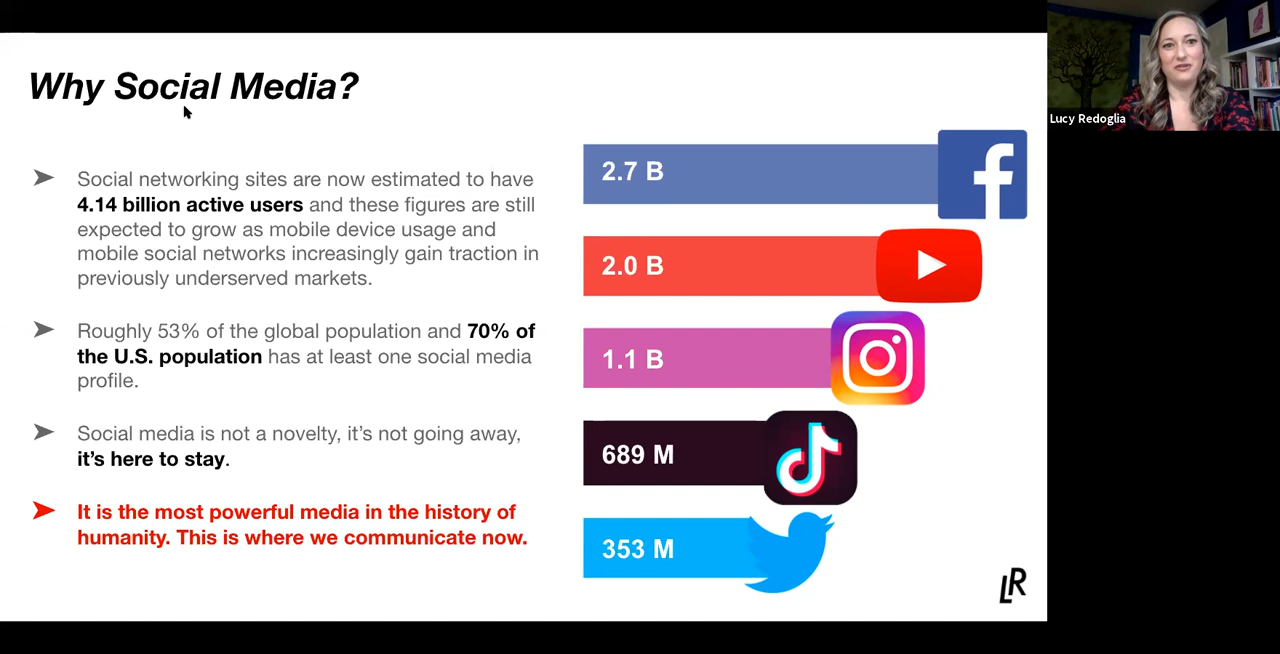 Why Social Media?
Social networking sites are now estimated to have
4.14 billion active users and these figures are still
expected to grow as mobile device usage and
mobile social networks increasingly gain traction in
previously underserved markets.
Roughly 53% of the global population and 70% of
the U.S. population has at least one social media
profile.
Social media is not a novelty, it’s not going away,
it’s here to stay.
It is the most powerful media in the history of
humanity. This is where we communicate now.
2.7 B
2.0 B
1.1 B
689 M
353 M
LR
Lucy Redoglia